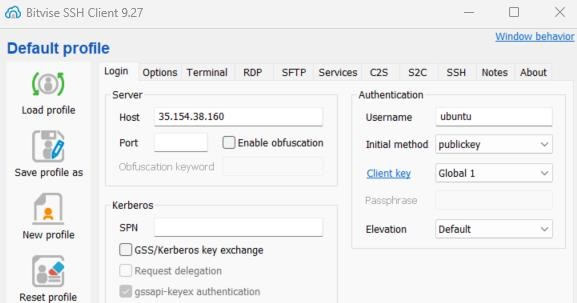 Bitvise SSH Client 9.27
Window behavior
Default profile
Load profile
Save profile as
New profile
Reset profile
Login Options Terminal RDP SFTP Services C2S S2C SSH Notes About
Server
Host 35.154.38.160
Port Enable obfuscation
Obfuscation keyword
Kerberos
SPN
GSS/Kerberos key exchange
Request delegation
gssapi-keyex authentication
Authentication
Username ubuntu
Initial method publickey
Client key Global 1
Passphrase
Elevation Default